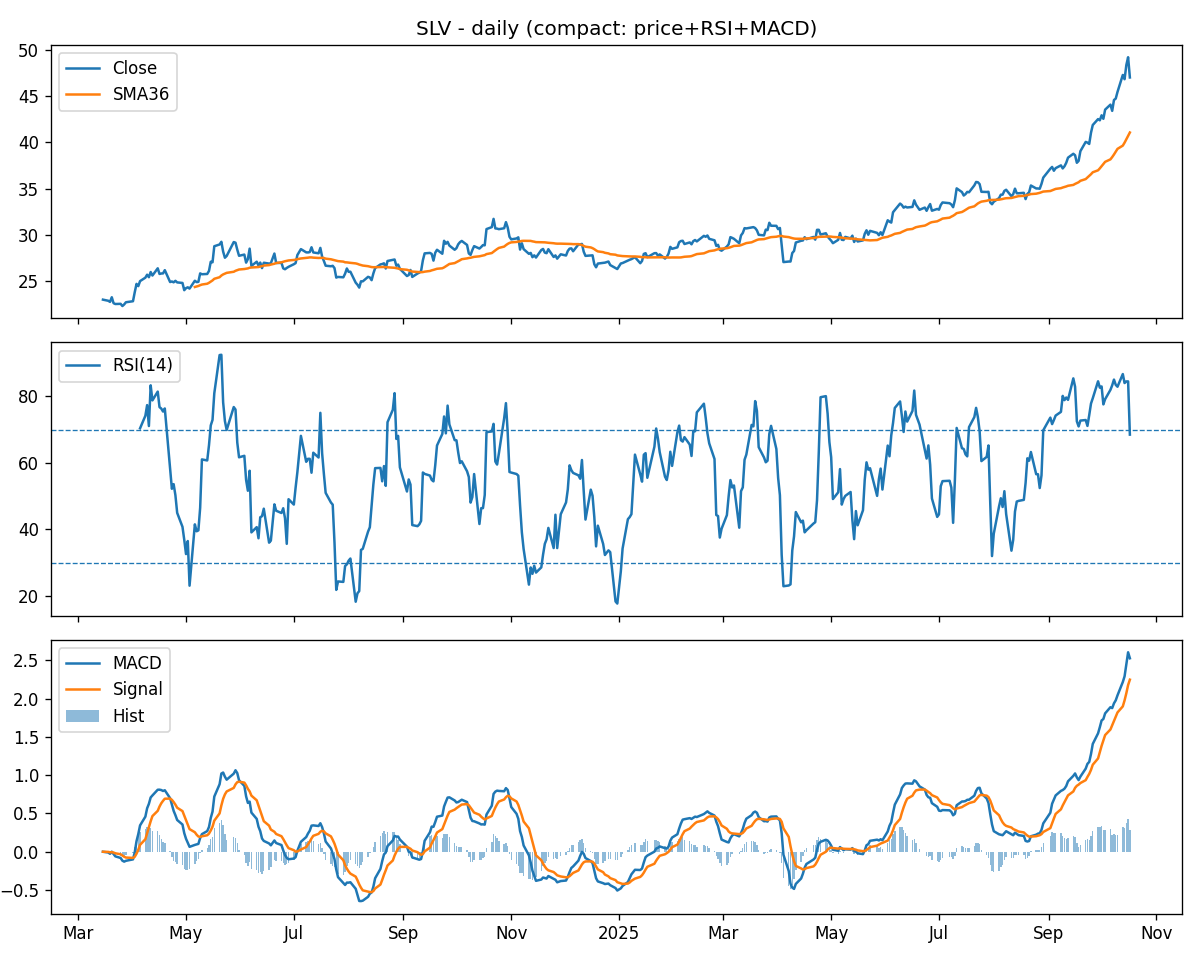 SLV - daily (compact: price+RSI+MACD)
50
45
40
35
30
25
Close
SMA36
80
60
40
20
RSI(14)
2.5
2.0
1.5
1.0
0.5
0.0
−0.5
MACD
Signal
Hist
Mar May Jul Sep Nov 2025 Mar May Jul Sep Nov